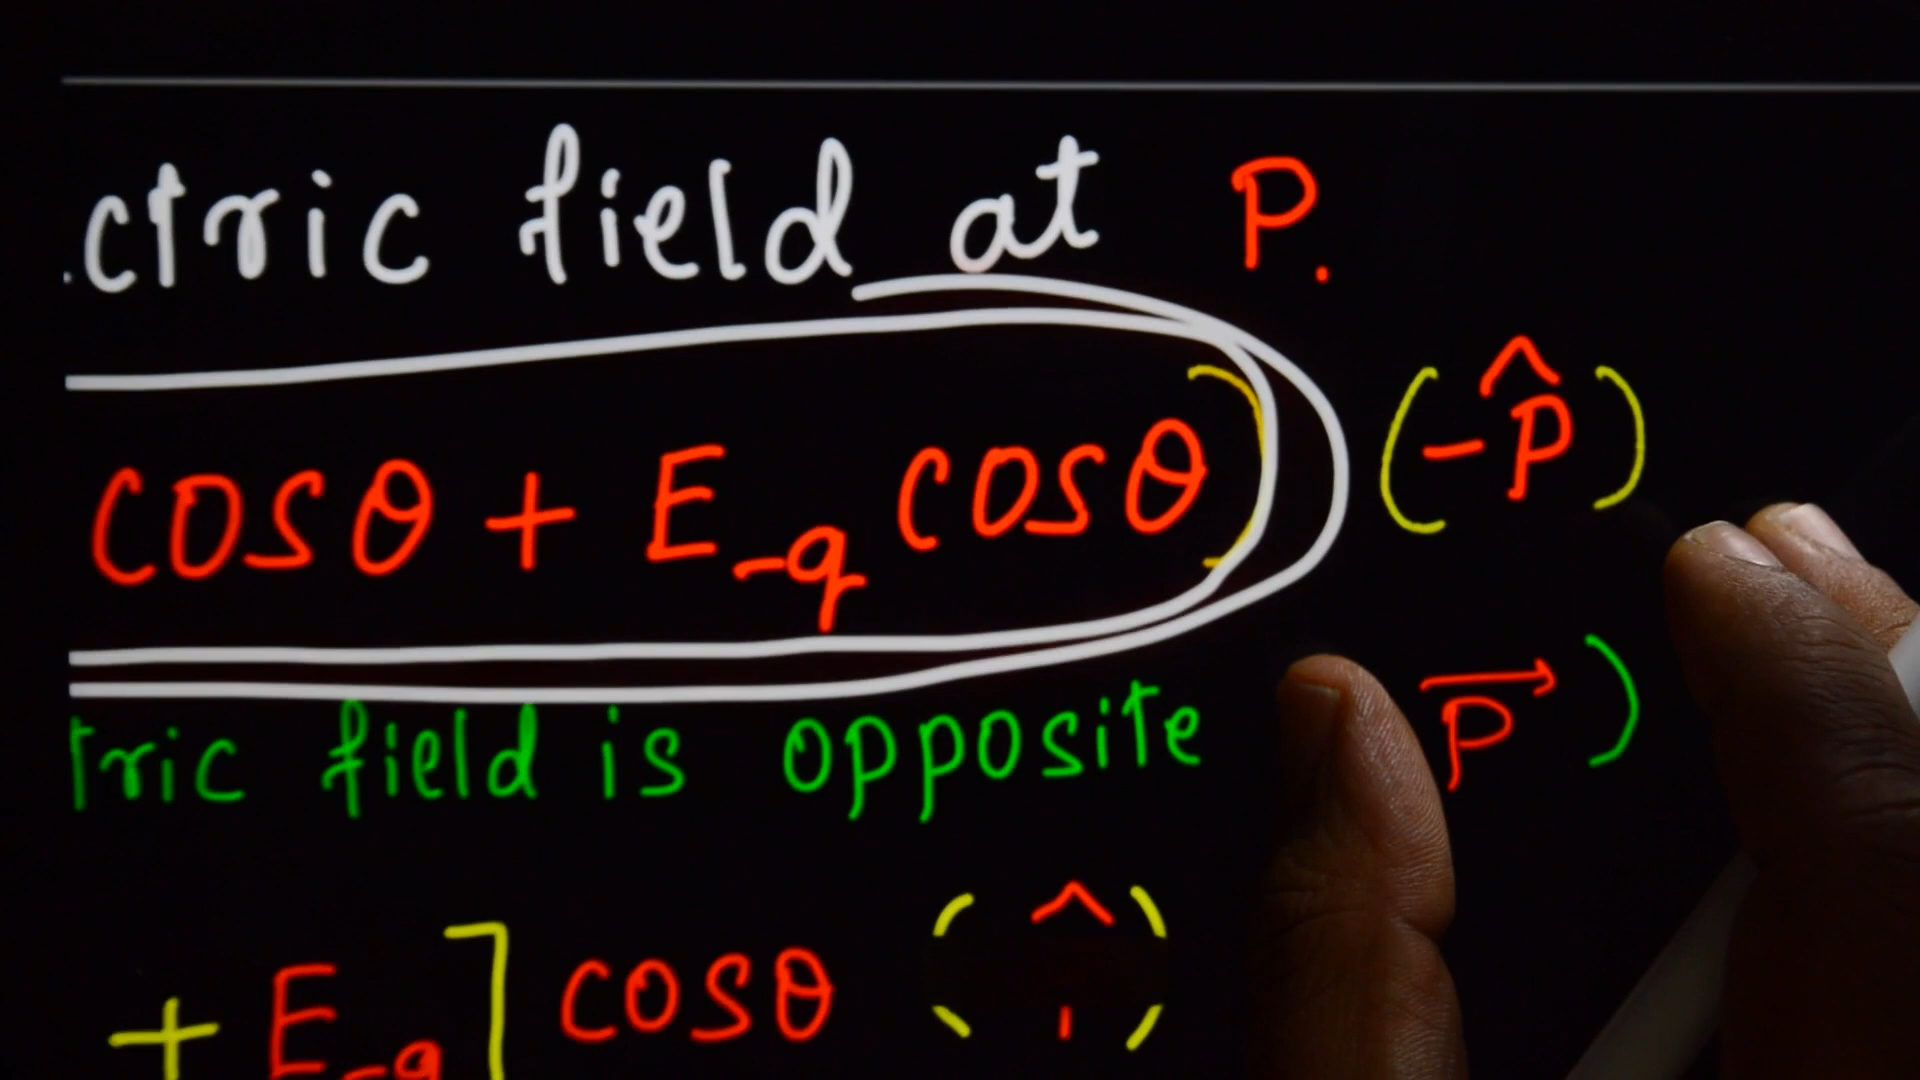 ctric field at P.
cosθ + E-q cosθ) (-p̂)
tric field is opposite p⃗)
+ E-q] cosθ